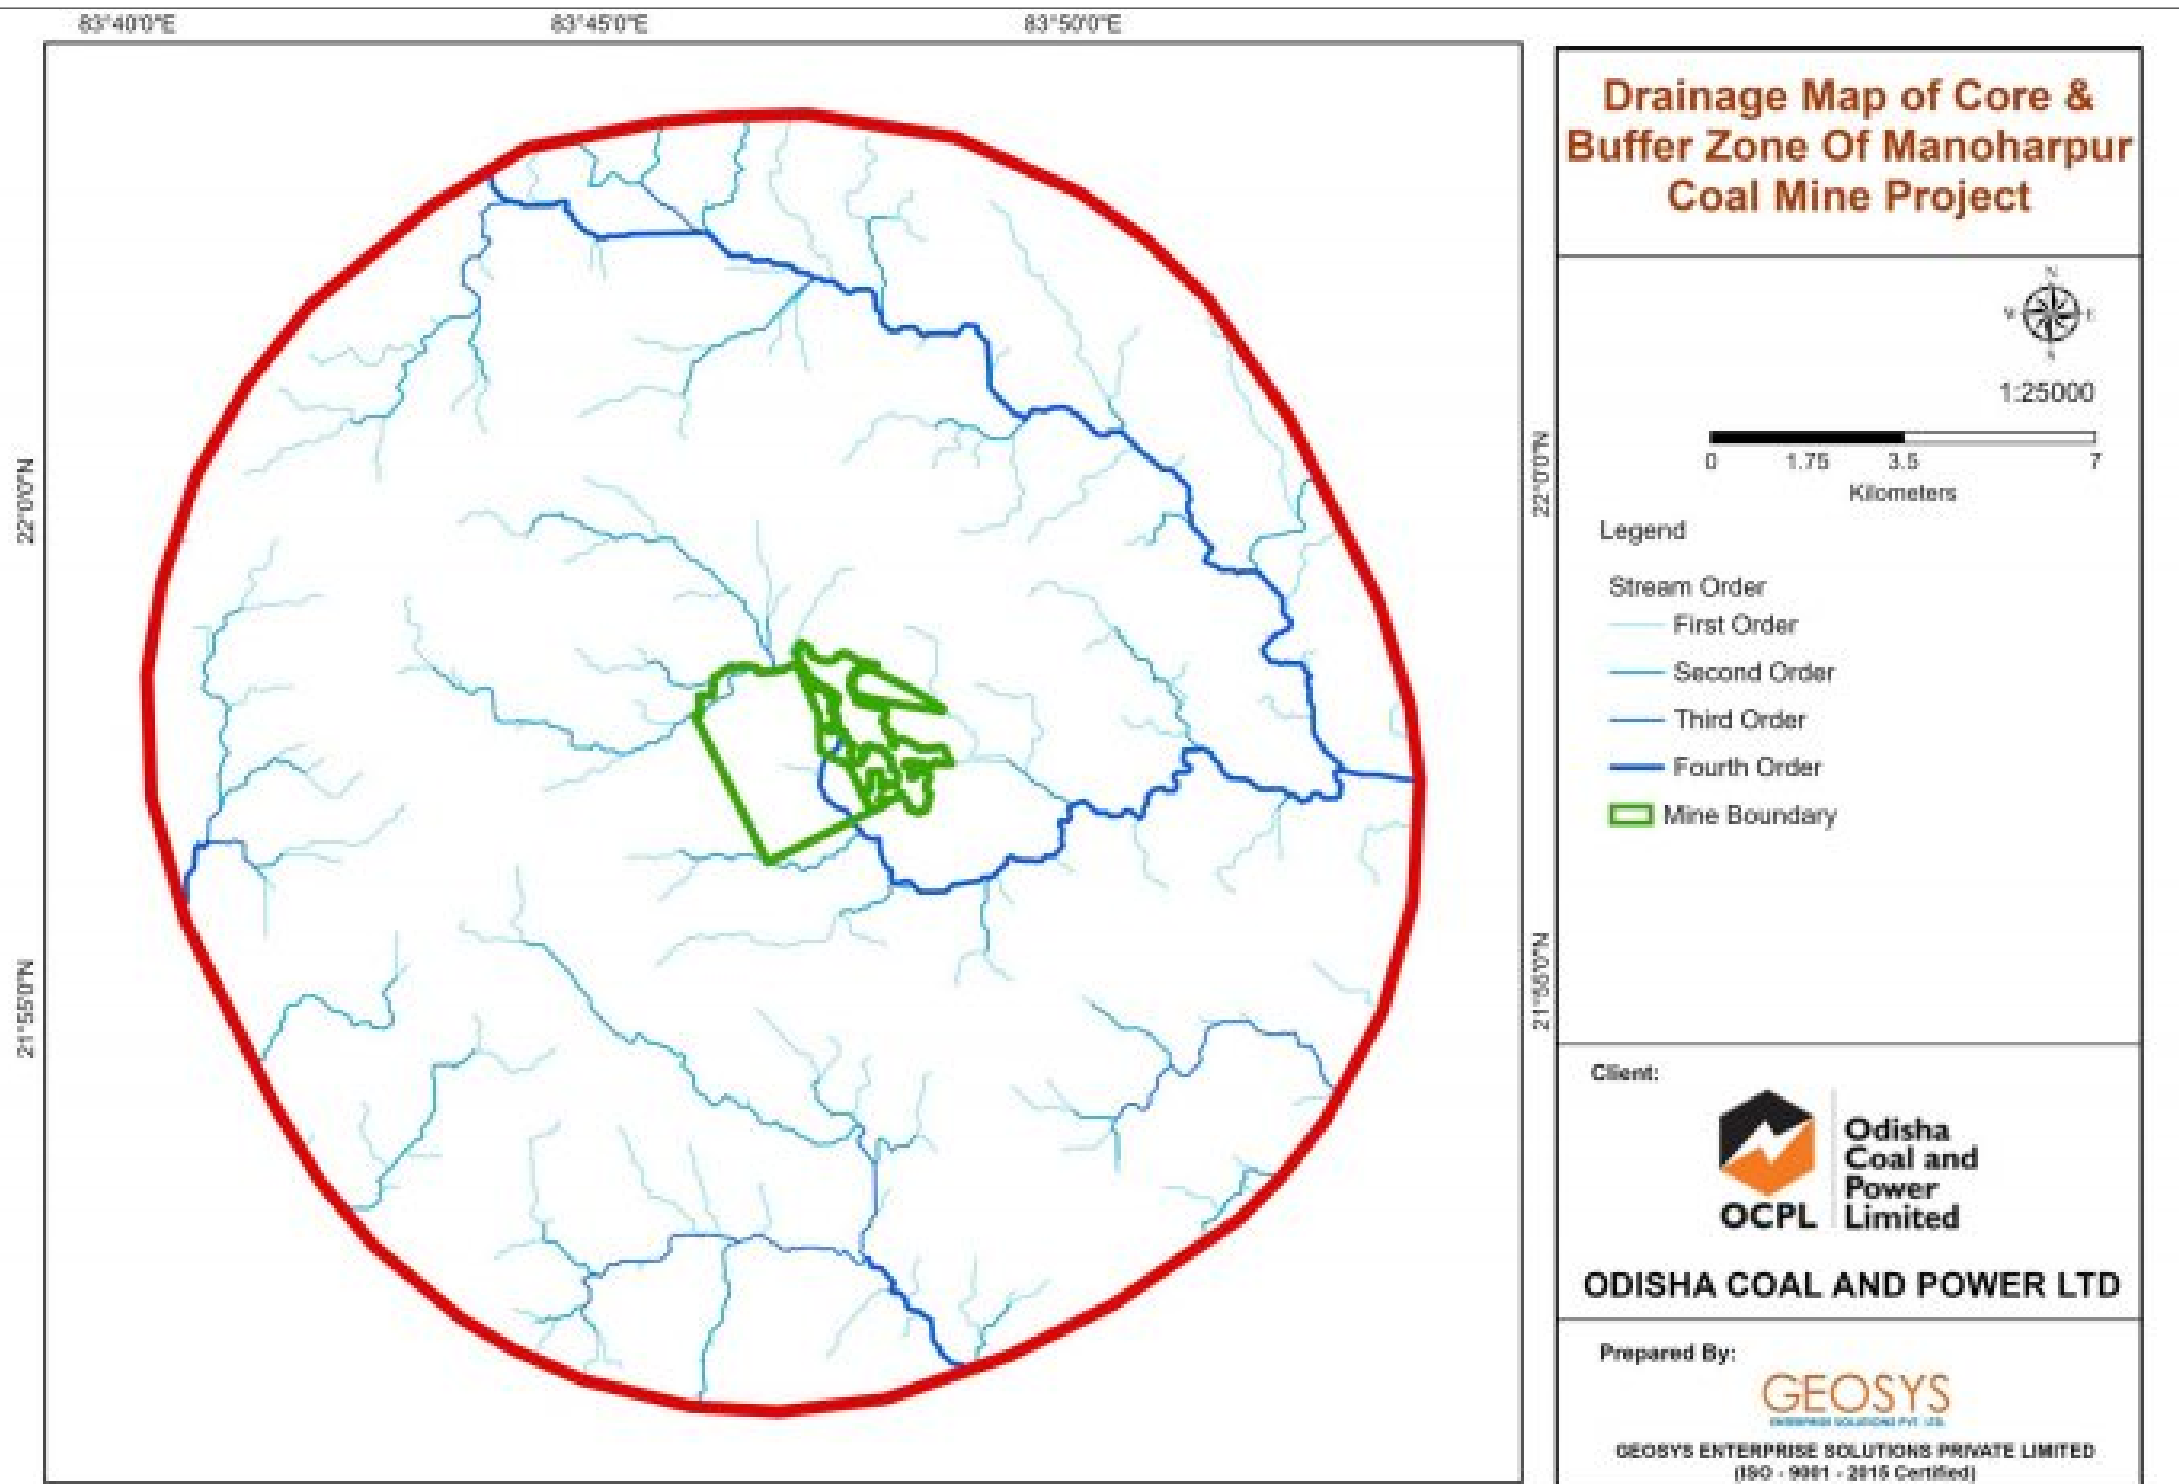 83°40'0"E 83°45'0"E 83°50'0"E
22°0'0"N
21°55'0"N
22°0'0"N
21°55'0"N
Drainage Map of Core &
Buffer Zone Of Manoharpur
Coal Mine Project
N
W E
S
1:25000
0 1.75 3.5 7
Kilometers
Legend
Stream Order
First Order
Second Order
Third Order
Fourth Order
Mine Boundary
Client:
OCPL
Odisha
Coal and
Power
Limited
ODISHA COAL AND POWER LTD
Prepared By:
GEOSYS
ENTERPRISE SOLUTIONS PVT. LTD.
GEOSYS ENTERPRISE SOLUTIONS PRIVATE LIMITED
(ISO - 9001 - 2015 Certified)